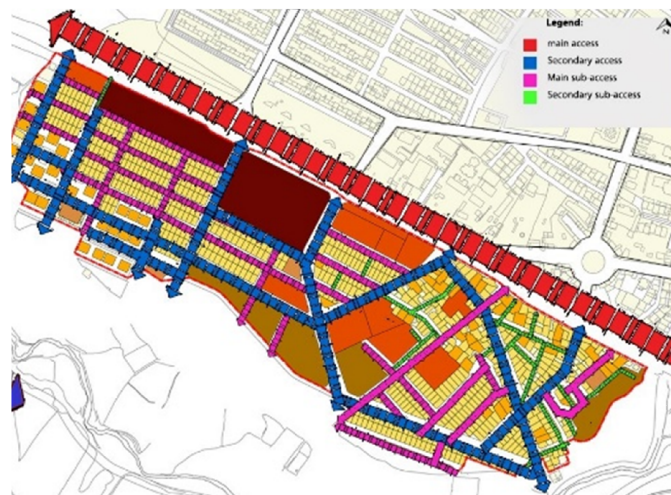 Legend:
N
main access
Secondary access
Main sub-access
Secondary sub-access